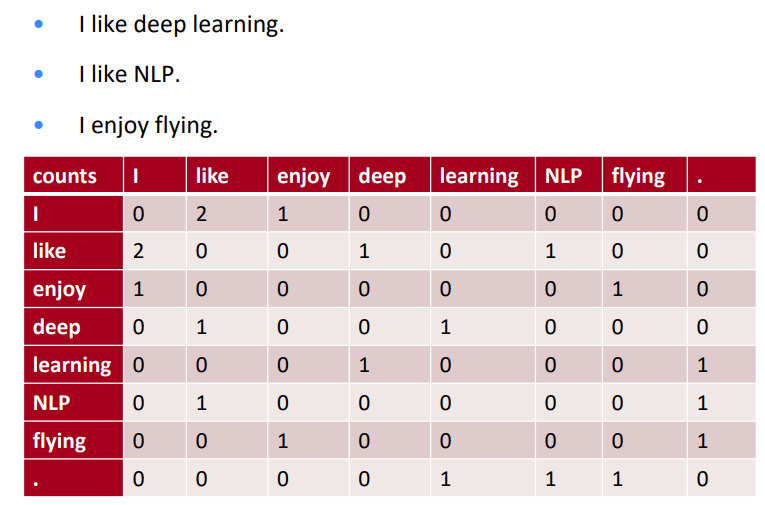 • I like deep learning.
• I like NLP.
• I enjoy flying.
counts I like enjoy deep learning NLP flying .
I 0 2 1 0 0 0 0 0
like 2 0 0 1 0 1 0 0
enjoy 1 0 0 0 0 0 1 0
deep 0 1 0 0 1 0 0 0
learning 0 0 0 1 0 0 0 1
NLP 0 1 0 0 0 0 0 1
flying 0 0 1 0 0 0 0 1
. 0 0 0 0 1 1 1 0